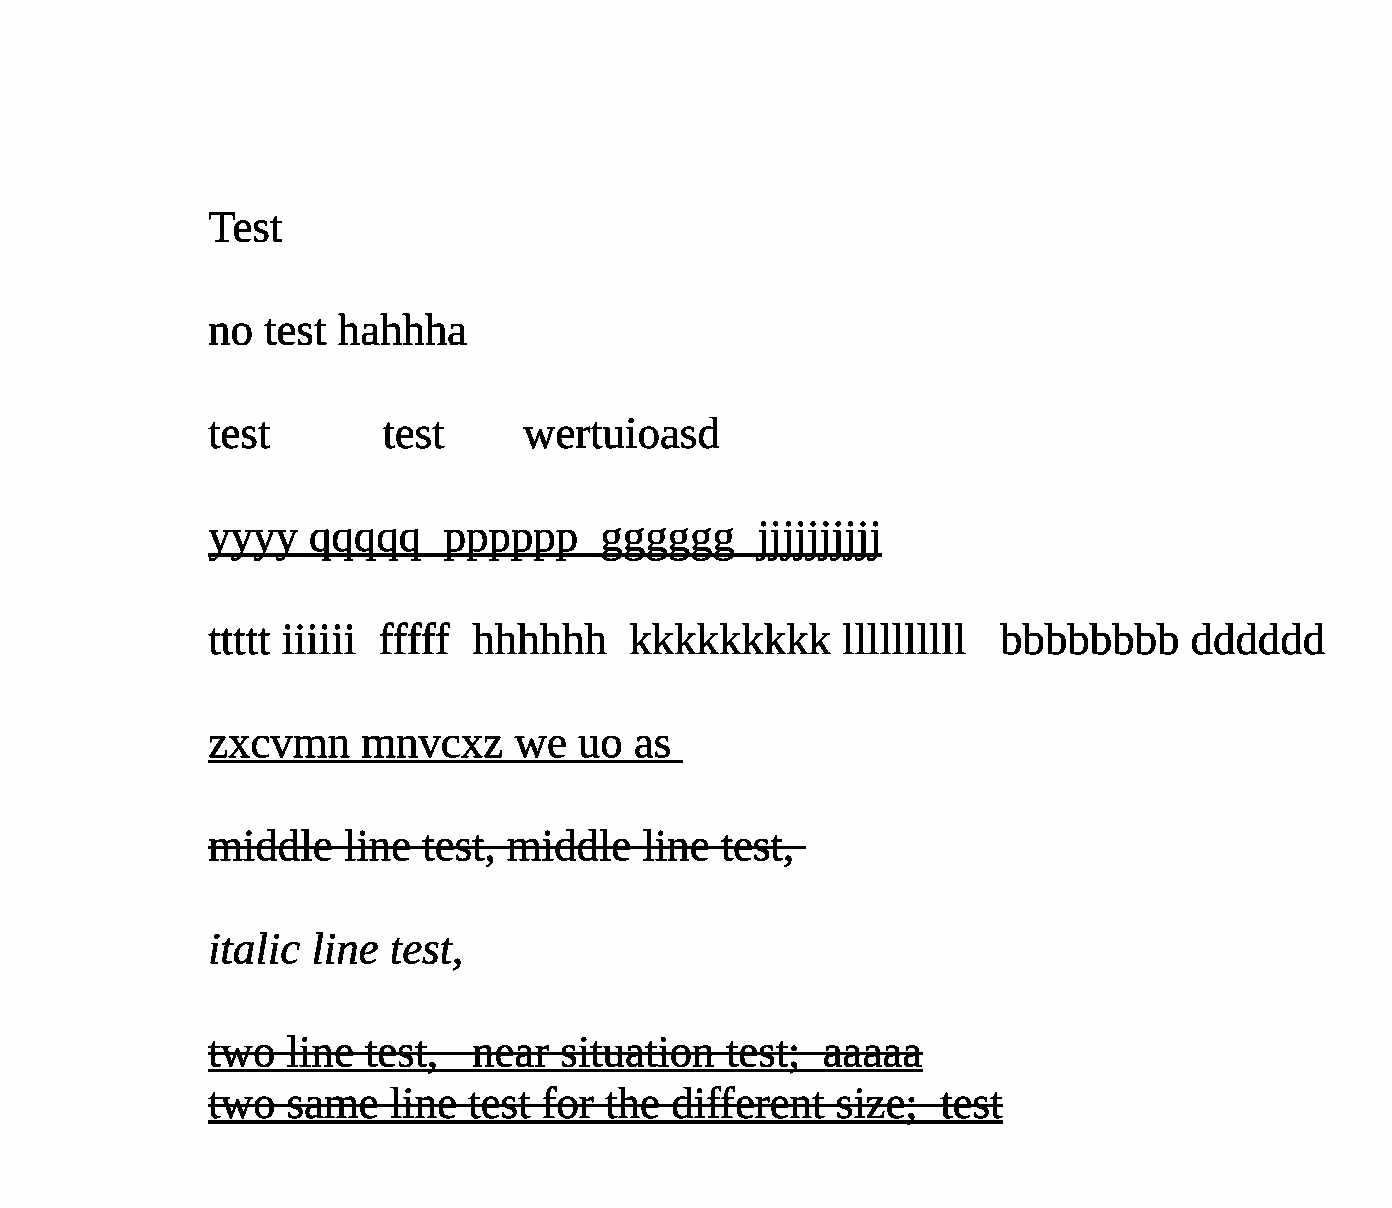 Test
no test hahhha
test test wertuioasd
yyyy qqqqq pppppp gggggg jjjjjjjjjj
ttttt iiiiii fffff hhhhhh kkkkkkkkk llllllllll bbbbbbbb dddddd
zxcvmn mnvcxz we uo as
middle line test, middle line test,
italic line test,
two line test, near situation test; aaaaa
two same line test for the different size; test